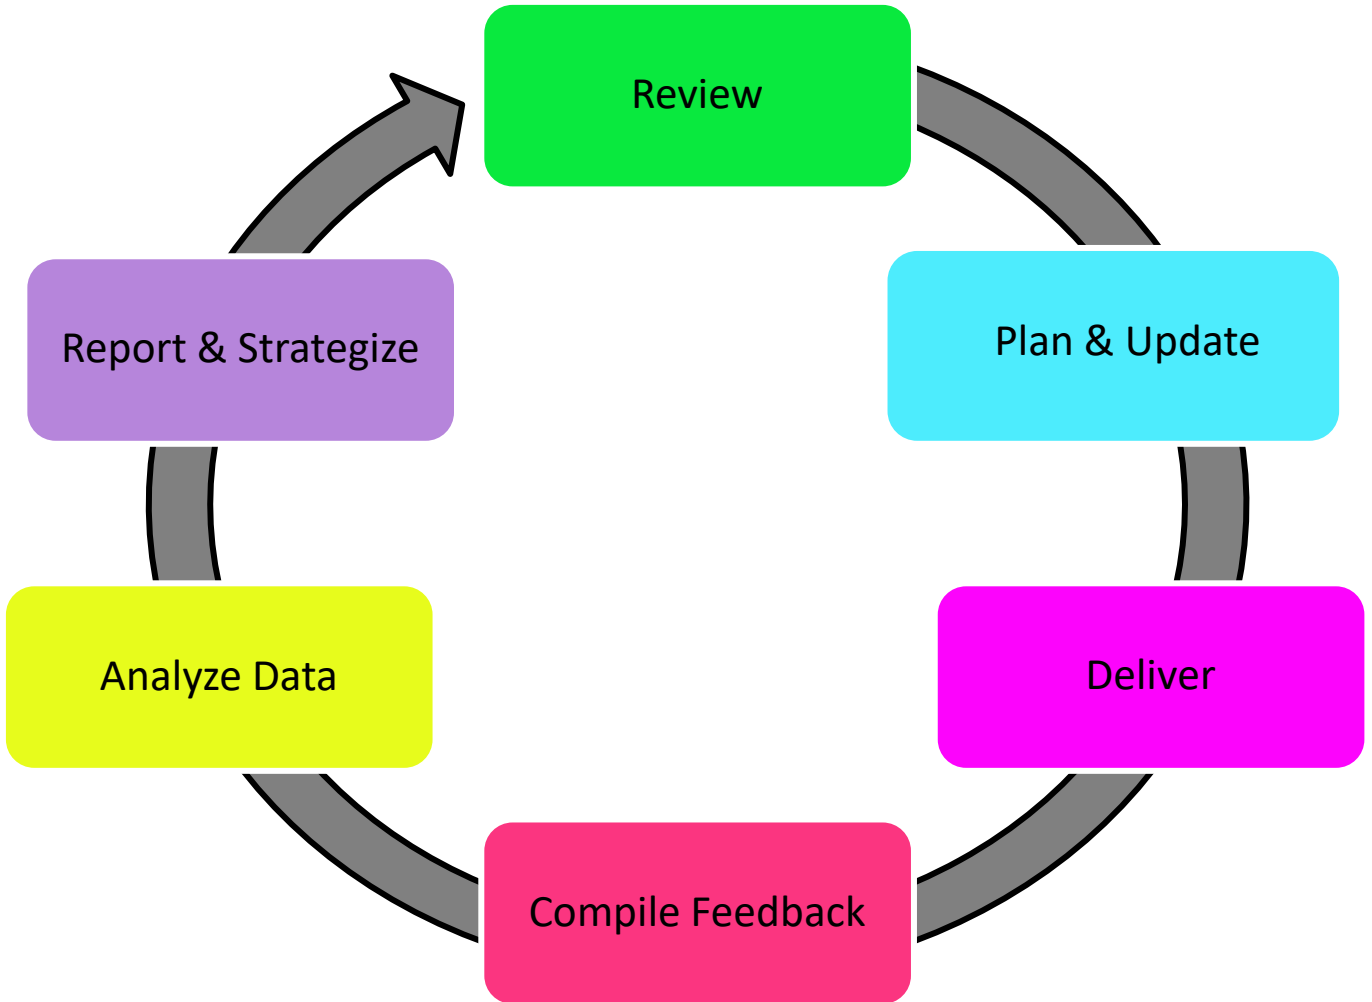 Review
Plan & Update
Deliver
Compile Feedback
Analyze Data
Report & Strategize